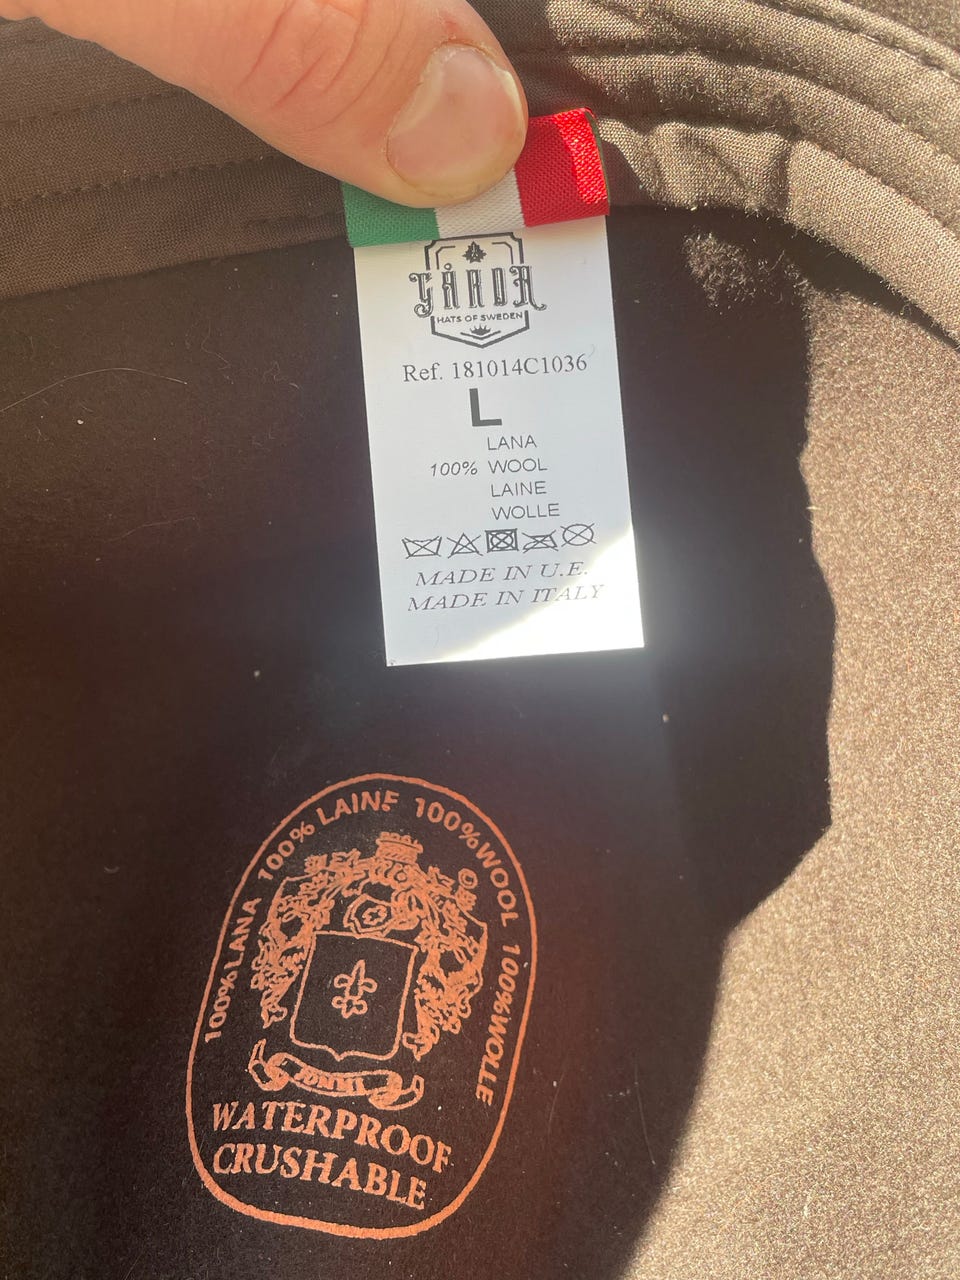 GÅRDA
HATS OF SWEDEN
Ref. 181014C1036
L
LANA
100% WOOL
LAINE
WOLLE
MADE IN U.E.
MADE IN ITALY
100% LANA 100% LAINE 100% WOOL 100% WOLLE
©
WATERPROOF
CRUSHABLE